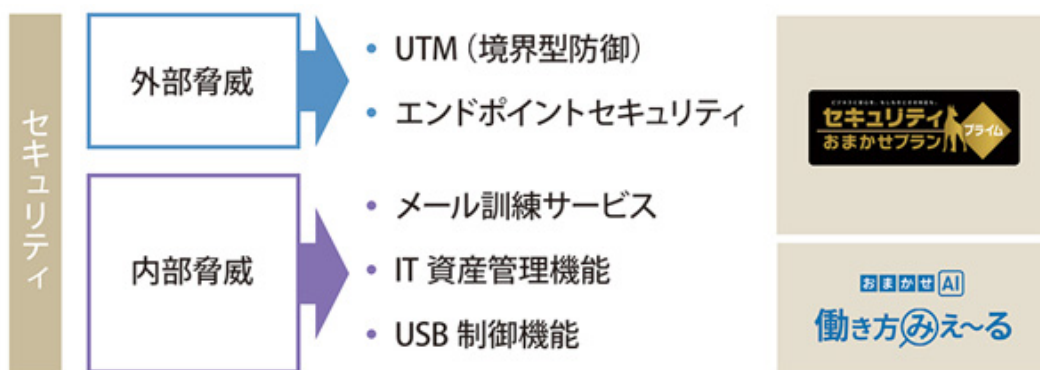 セキュリティ
外部脅威
• UTM（境界型防御）
• エンドポイントセキュリティ
内部脅威
• メール訓練サービス
• IT 資産管理機能
• USB 制御機能
セキュリティ
おまかせプラン
プライム
おまかせ AI
働き方みえ～る